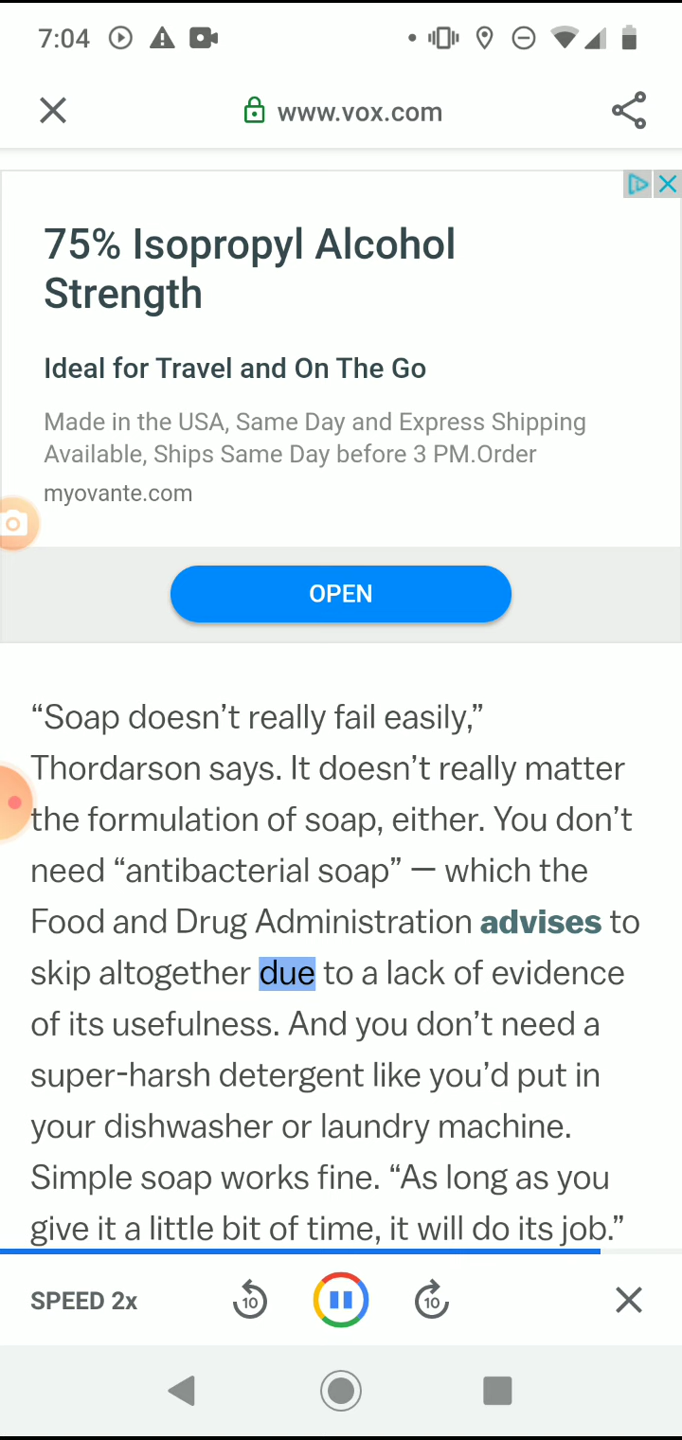 7:04
www.vox.com
75% Isopropyl Alcohol
Strength
Ideal for Travel and On The Go
Made in the USA, Same Day and Express Shipping
Available, Ships Same Day before 3 PM.Order
myovante.com
OPEN
“Soap doesn’t really fail easily,”
Thordarson says. It doesn’t really matter
the formulation of soap, either. You don’t
need “antibacterial soap” — which the
Food and Drug Administration advises to
skip altogether due to a lack of evidence
of its usefulness. And you don’t need a
super-harsh detergent like you’d put in
your dishwasher or laundry machine.
Simple soap works fine. “As long as you
give it a little bit of time, it will do its job.”
SPEED 2x 10 10